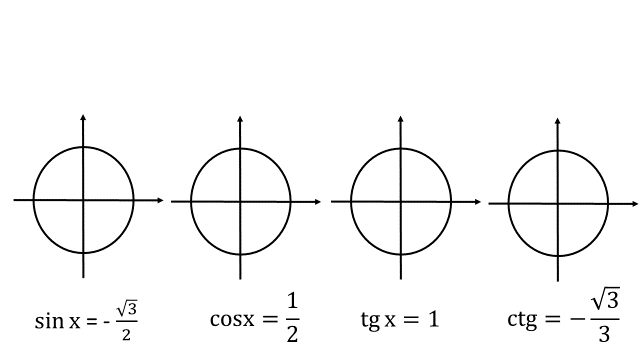 sin x = - √3/2
cosx = 1/2
tg x = 1
ctg = − √3/3